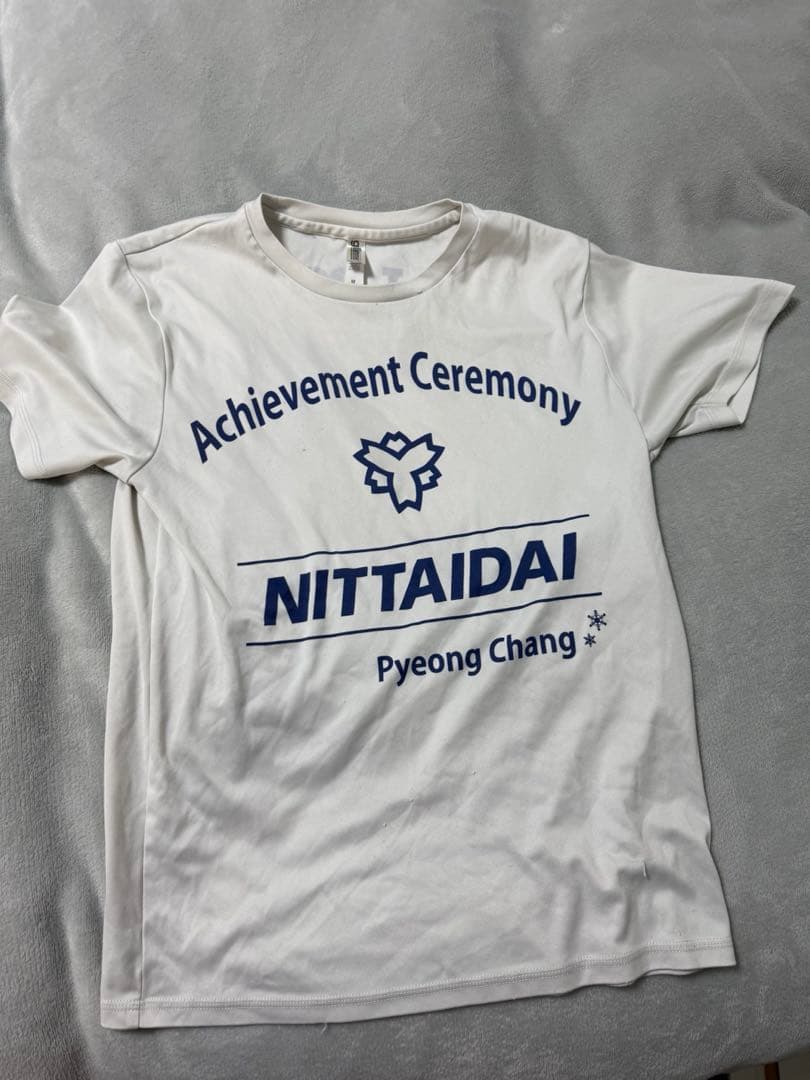 Achievement Ceremony
NITTAIDAI
Pyeong Chang